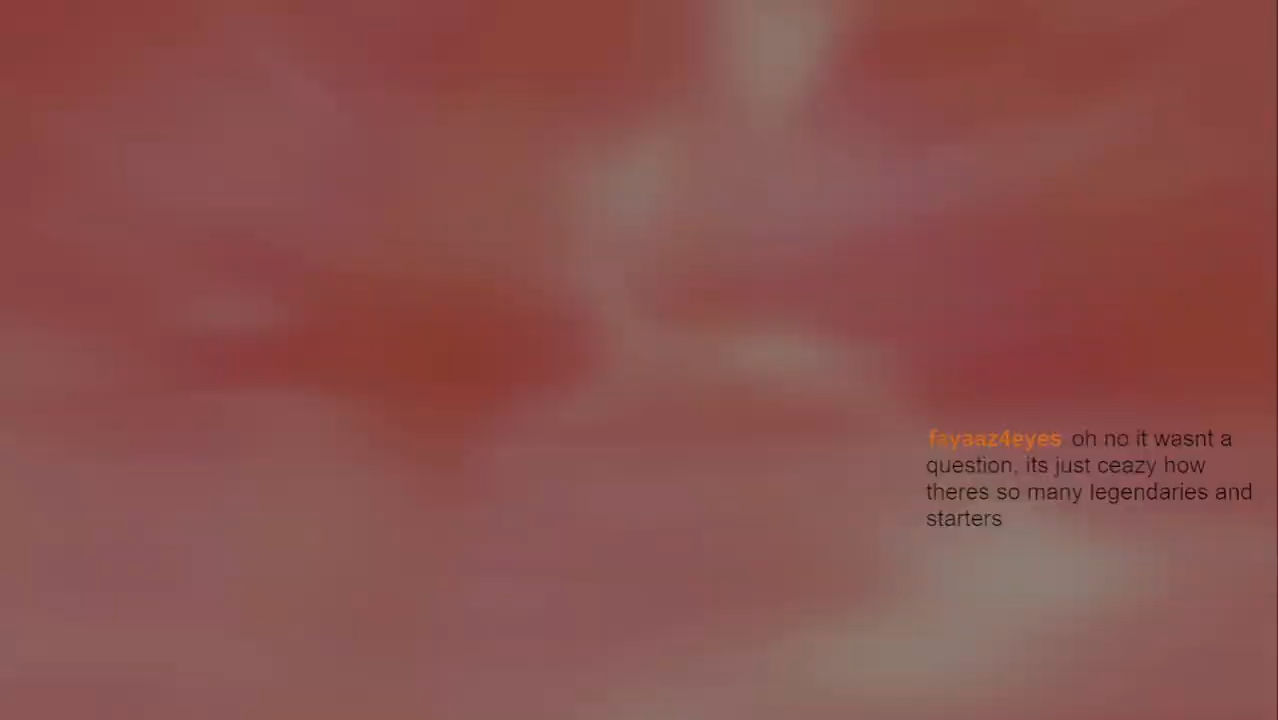 fayaaz4eyes oh no it wasnt a
question, its just ceazy how
theres so many legendaries and
starters